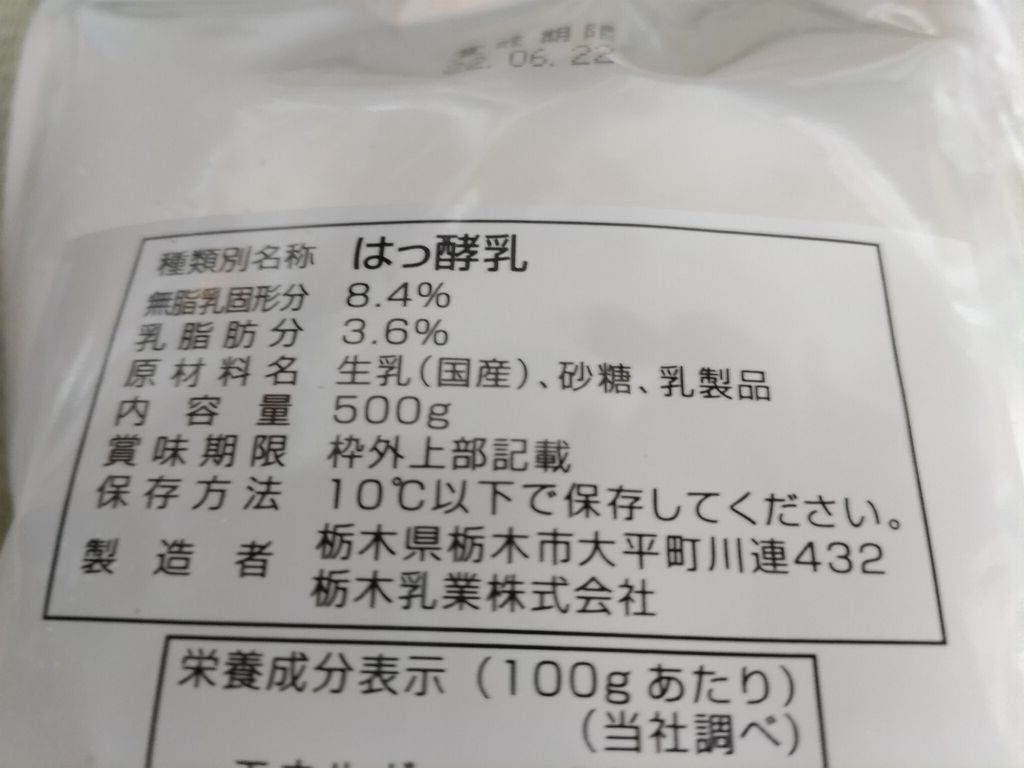 賞味期限
22.06.22
種類別名称 はっ酵乳
無脂乳固形分 8.4%
乳脂肪分 3.6%
原材料名 生乳(国産)、砂糖、乳製品
内容量 500g
賞味期限 枠外上部記載
保存方法 10℃以下で保存してください。
製造者 栃木県栃木市大平町川連432
栃木乳業株式会社
栄養成分表示(100gあたり)
(当社調べ)